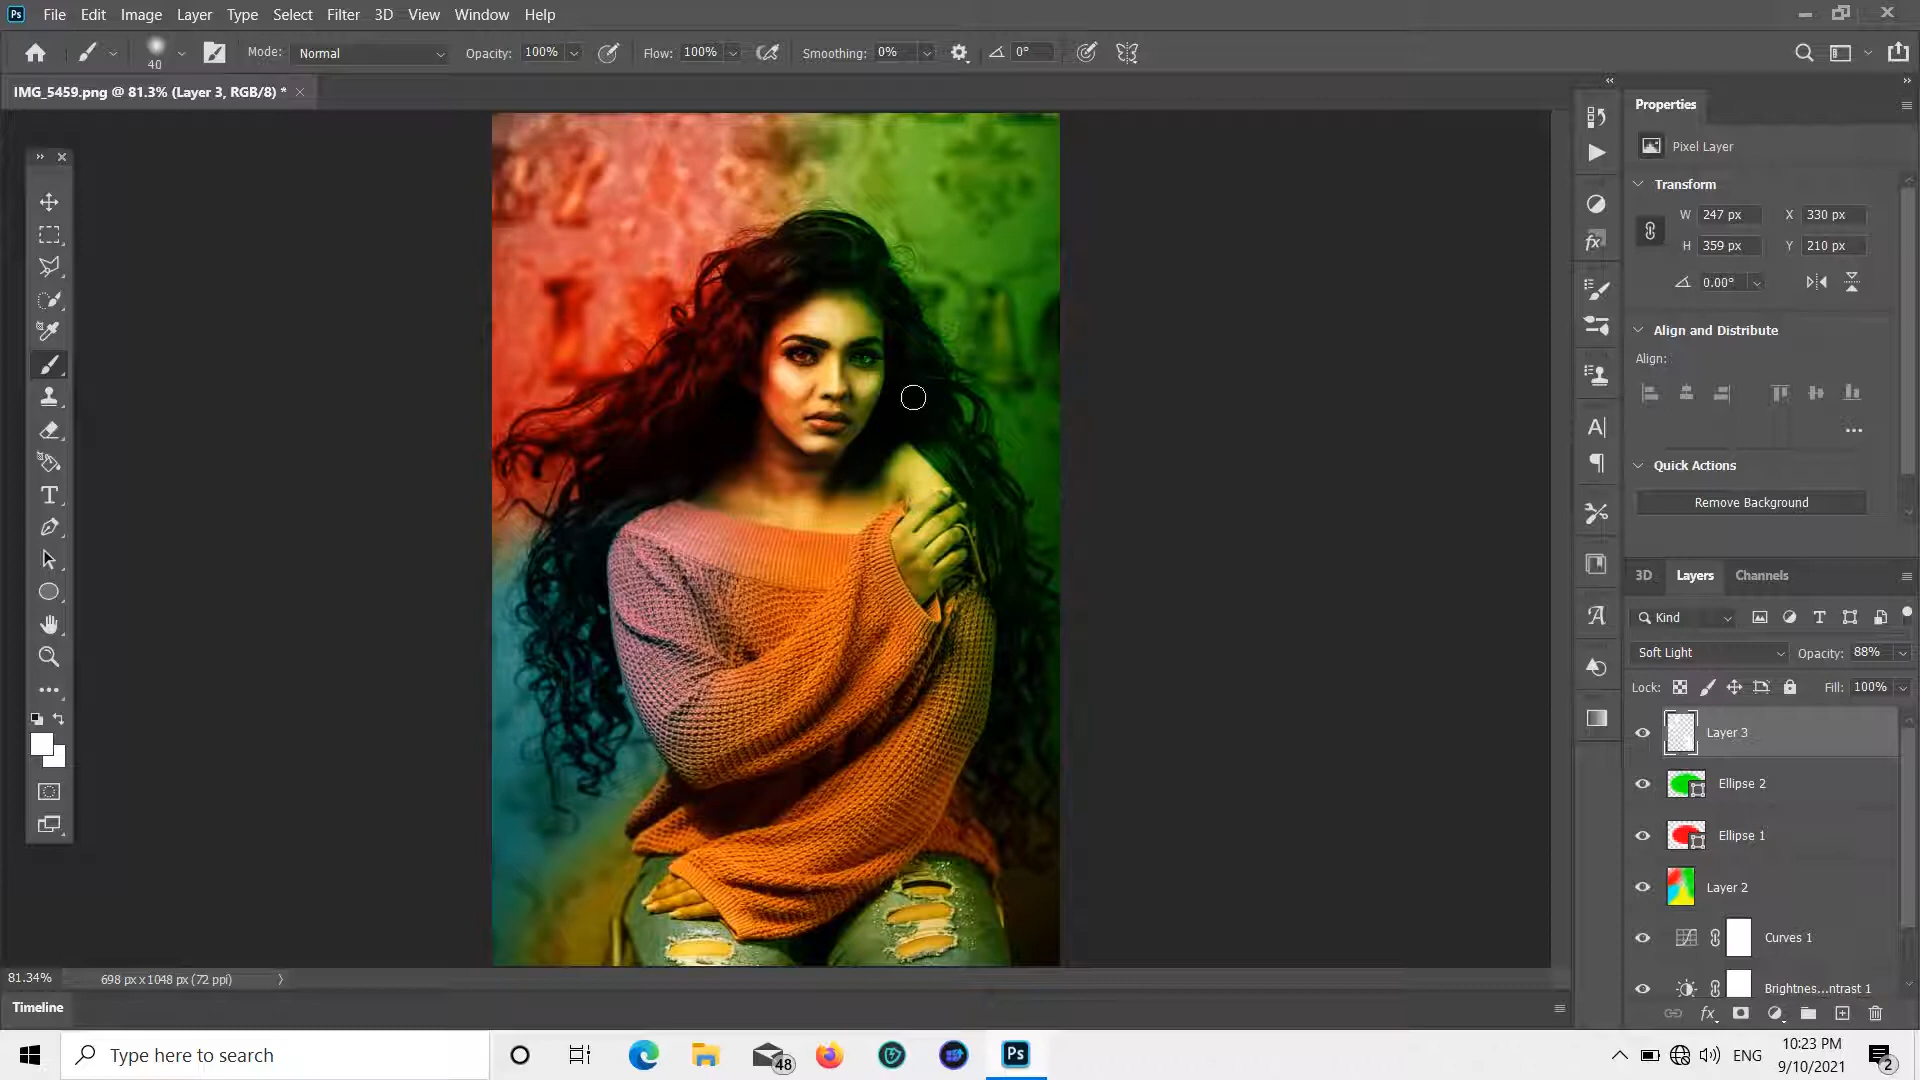 Ps File Edit Image Layer Type Select Filter 3D View Window Help
40 Mode: Normal Opacity: 100% Flow: 100% Smoothing: 0% 0°
IMG_5459.png @ 81.3% (Layer 3, RGB/8) *
Properties
Pixel Layer
Transform
W 247 px X 330 px
H 359 px Y 210 px
0.00°
Align and Distribute
Align:
Quick Actions
Remove Background
3D Layers Channels
Kind
Soft Light Opacity: 88%
Lock: Fill: 100%
Layer 3
Ellipse 2
Ellipse 1
Layer 2
Curves 1
Brightnes...ntrast 1
81.34% 698 px x 1048 px (72 ppi)
Timeline
Type here to search
48
Ps
ENG
10:23 PM
9/10/2021
2